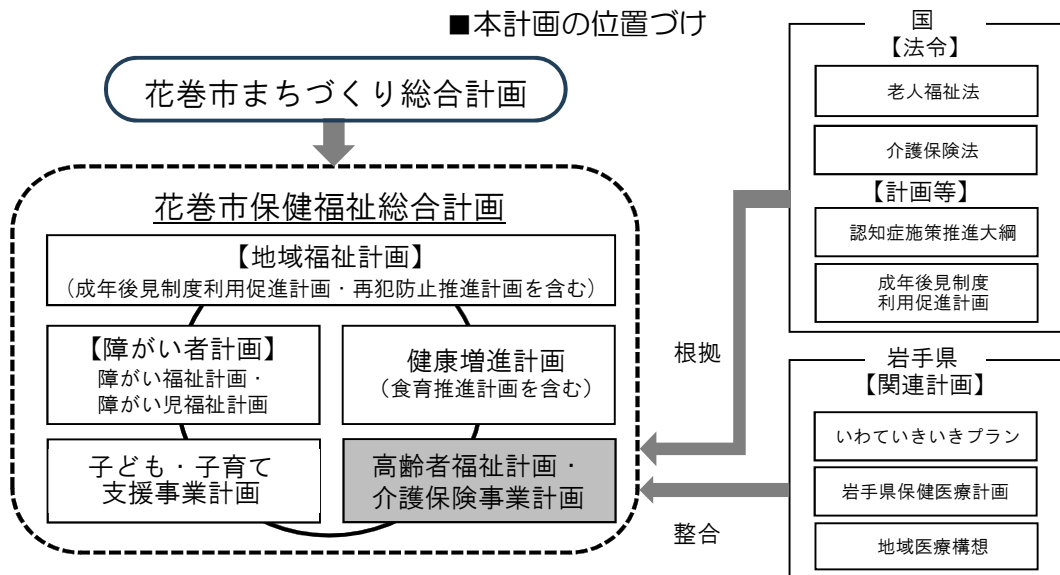 ■本計画の位置づけ
花巻市まちづくり総合計画
花巻市保健福祉総合計画
【地域福祉計画】
(成年後見制度利用促進計画・再犯防止推進計画を含む)
【障がい者計画】
障がい福祉計画・
障がい児福祉計画
健康増進計画
(食育推進計画を含む)
子ども・子育て
支援事業計画
高齢者福祉計画・
介護保険事業計画
根拠
整合
国
【法令】
老人福祉法
介護保険法
【計画等】
認知症施策推進大綱
成年後見制度
利用促進計画
岩手県
【関連計画】
いわていきいきプラン
岩手県保健医療計画
地域医療構想